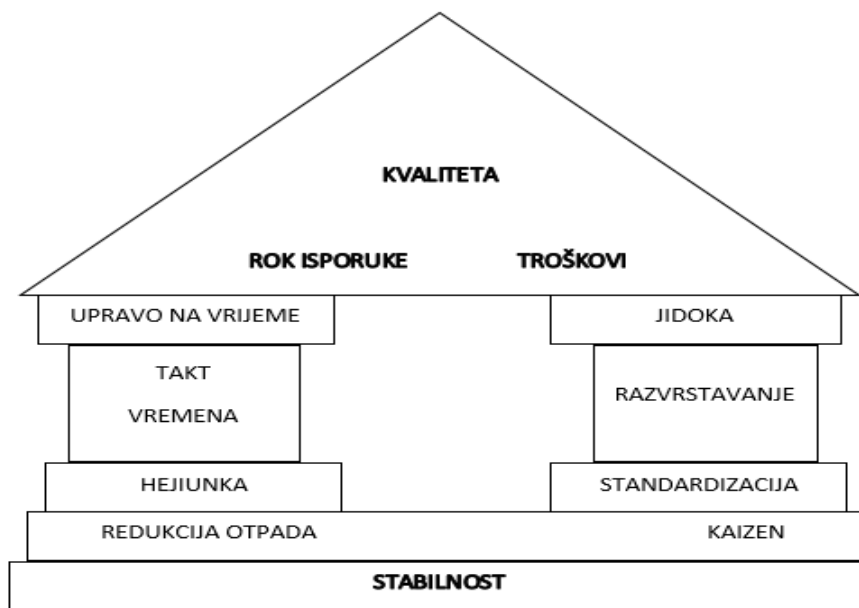 KVALITETA
ROK ISPORUKE TROŠKOVI
UPRAVO NA VRIJEME JIDOKA
TAKT
RAZVRSTAVANJE
VREMENA
HEJIUNKA STANDARDIZACIJA
REDUKCIJA OTPADA KAIZEN
STABILNOST